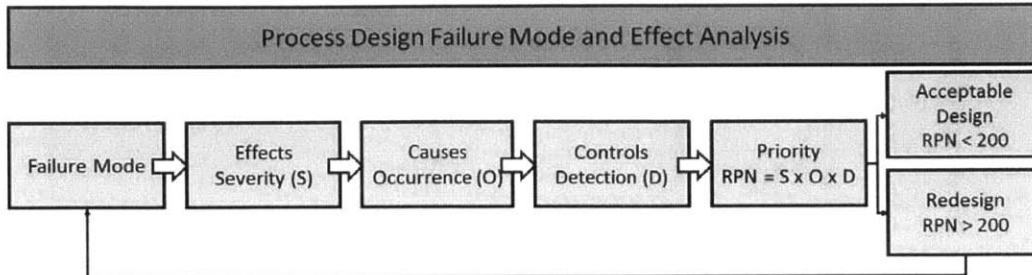 Process Design Failure Mode and Effect Analysis
Failure Mode
Effects
Severity (S)
Causes
Occurrence (O)
Controls
Detection (D)
Priority
RPN = S x O x D
Acceptable
Design
RPN < 200
Redesign
RPN > 200